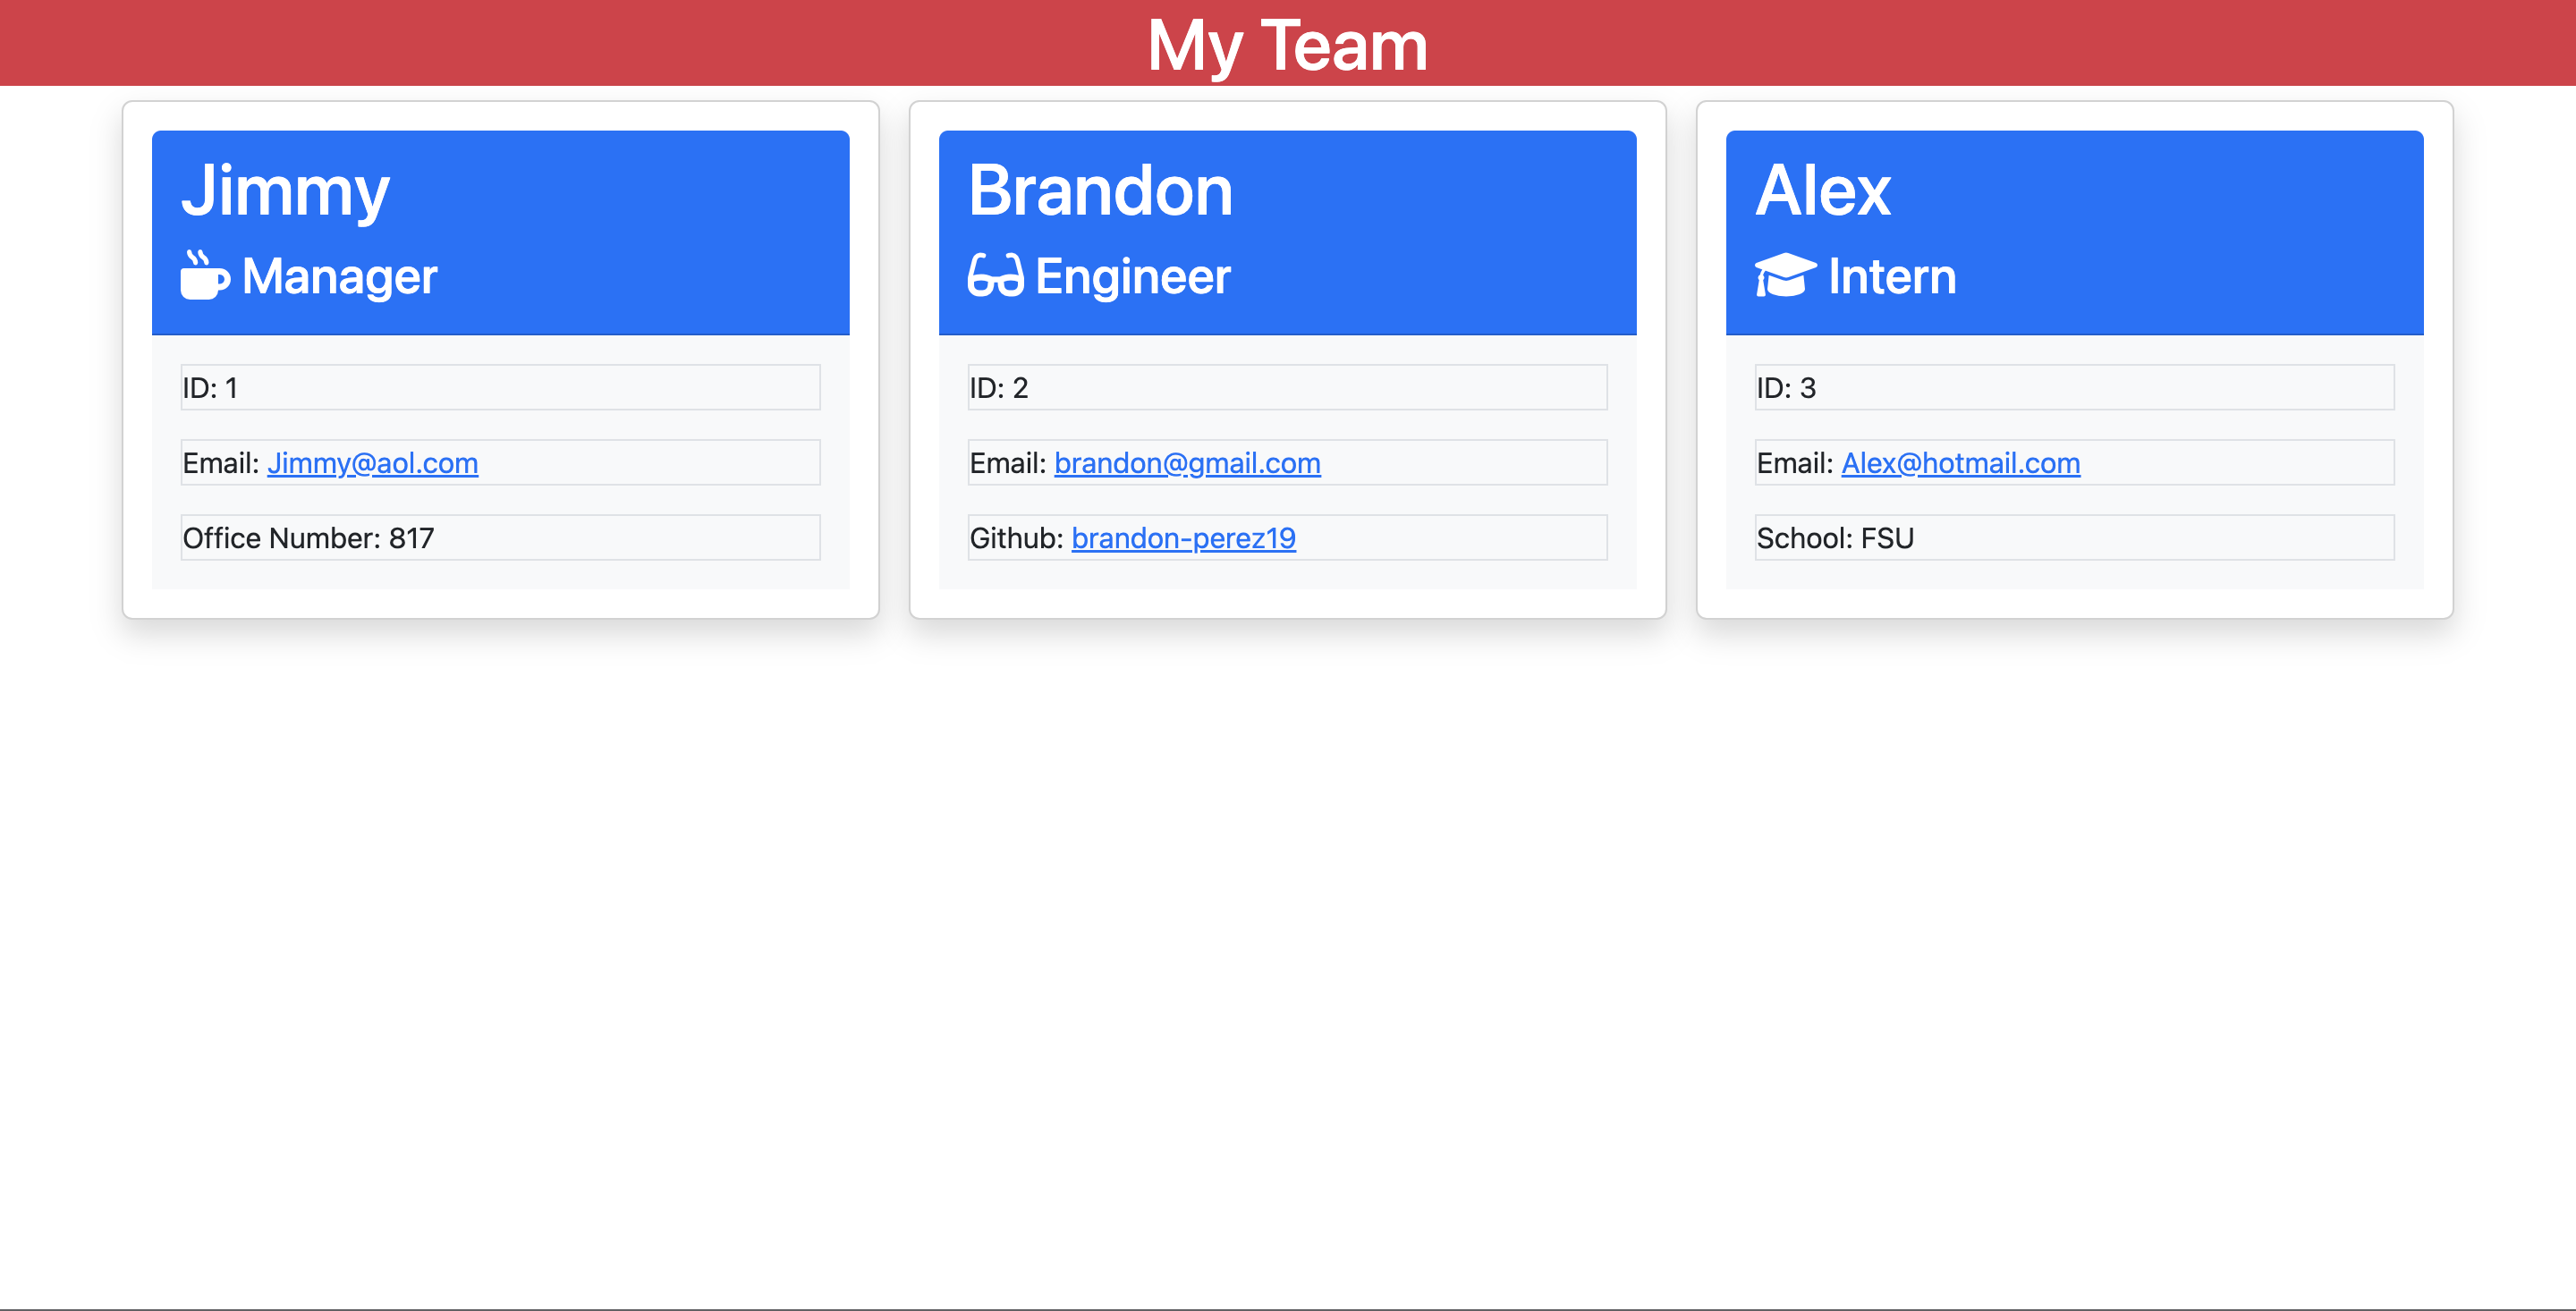 My Team
Jimmy
Manager
ID: 1
Email: Jimmy@aol.com
Office Number: 817
Brandon
Engineer
ID: 2
Email: brandon@gmail.com
Github: brandon-perez19
Alex
Intern
ID: 3
Email: Alex@hotmail.com
School: FSU